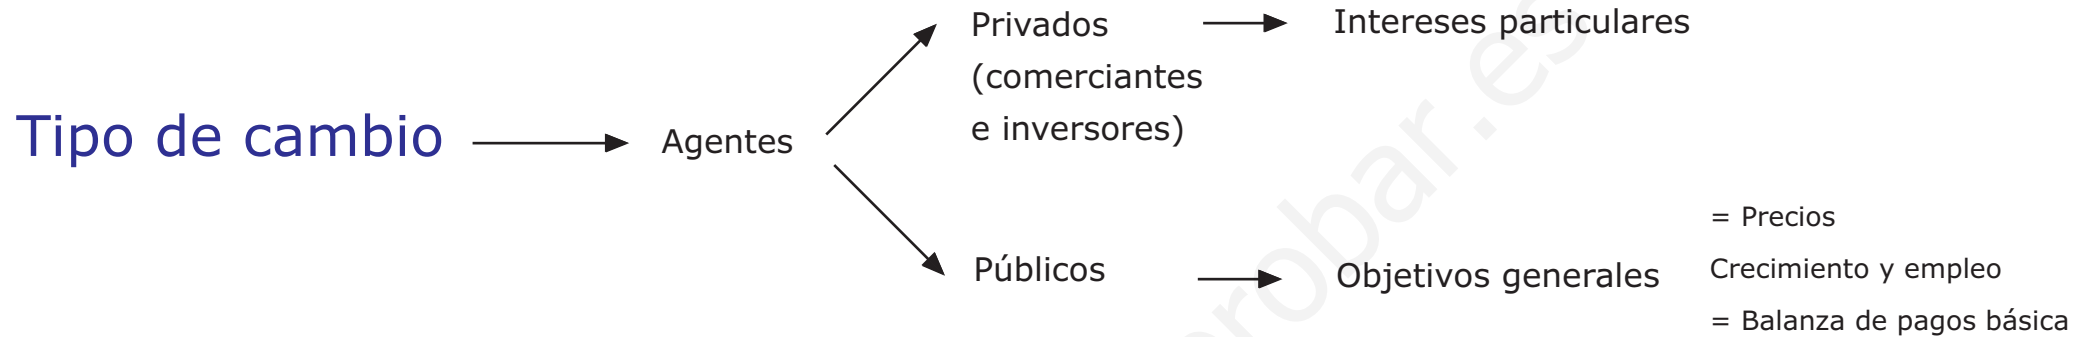 Privados
(comerciantes
e inversores)
Intereses particulares
Tipo de cambio
Agentes
Públicos
Objetivos generales
= Precios
Crecimiento y empleo
= Balanza de pagos básica